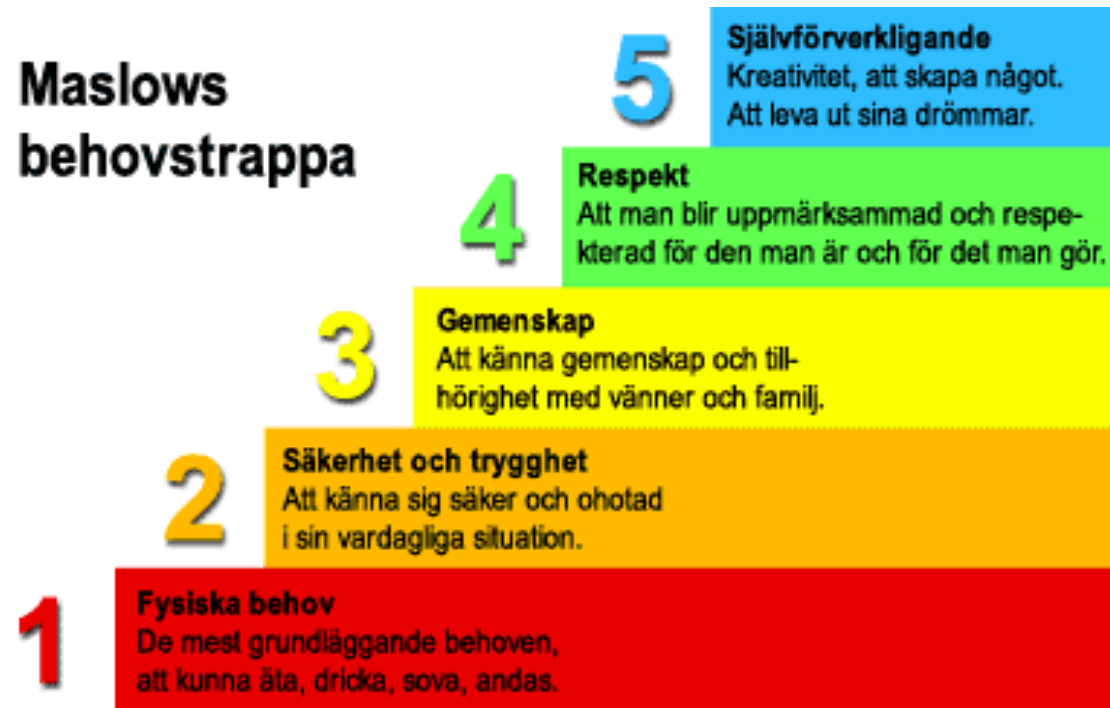 Maslows
behovstrappa
5
Självförverkligande
Kreativitet, att skapa något.
Att leva ut sina drömmar.
4
Respekt
Att man blir uppmärksammad och respe-
kterad för den man är och för det man gör.
3
Gemenskap
Att känna gemenskap och till-
hörighet med vänner och familj.
2
Säkerhet och trygghet
Att känna sig säker och ohotad
i sin vardagliga situation.
1
Fysiska behov
De mest grundläggande behoven,
att kunna äta, dricka, sova, andas.